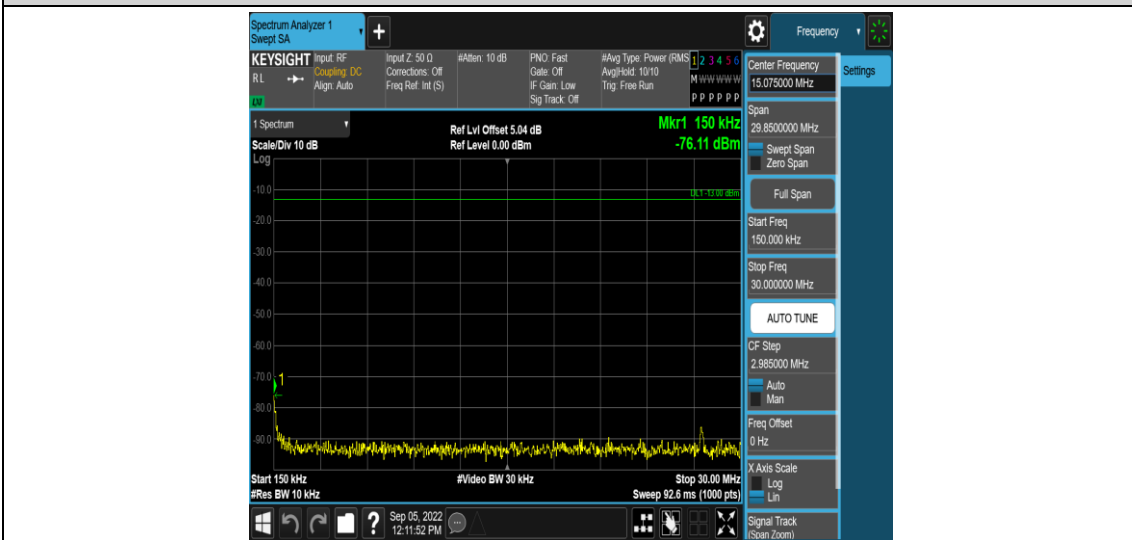 Spectrum Analyzer 1
Swept SA
+
Frequency
KEYSIGHT Input: RF Input Z: 50 Ω #Atten: 10 dB PNO: Fast #Avg Type: Power (RMS 1 2 3 4 5 6
RL Coupling: DC Corrections: Off Gate: Off Avg|Hold: 10/10 M W W W W W
Align: Auto Freq Ref: Int (S) IF Gain: Low Trig: Free Run
Sig Track: Off P P P P P P
LXI
1 Spectrum
Ref Lvl Offset 5.04 dB Mkr1 150 kHz
Scale/Div 10 dB Ref Level 0.00 dBm -76.11 dBm
Log
-10.0
DL1 -13.00 dBm
-20.0
-30.0
-40.0
-50.0
-60.0
-70.0
1
-80.0
-90.0
Start 150 kHz #Video BW 30 kHz Stop 30.00 MHz
#Res BW 10 kHz Sweep 92.6 ms (1000 pts)
? Sep 05, 2022
12:11:52 PM
Center Frequency
15.075000 MHz
Settings
Span
29.8500000 MHz
Swept Span
Zero Span
Full Span
Start Freq
150.000 kHz
Stop Freq
30.000000 MHz
AUTO TUNE
CF Step
2.985000 MHz
Auto
Man
Freq Offset
0 Hz
X Axis Scale
Log
Lin
Signal Track
(Span Zoom)